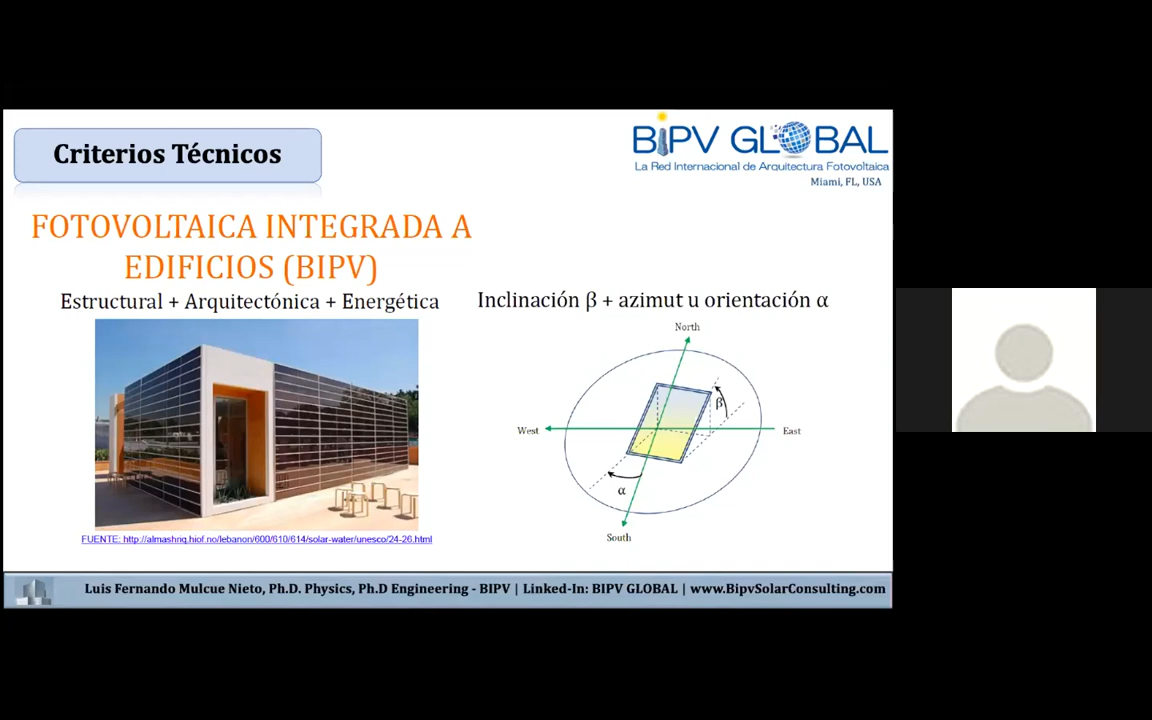 Criterios Técnicos
BiPV GLOBAL
La Red Internacional de Arquitectura Fotovoltaica
Miami, FL, USA
FOTOVOLTAICA INTEGRADA A
EDIFICIOS (BIPV)
Estructural + Arquitectónica + Energética
Inclinación β + azimut u orientación α
North
β
West
East
α
South
FUENTE: http://almashriq.hiof.no/lebanon/600/610/614/solar-water/unesco/24-26.html
Luis Fernando Mulcue Nieto, Ph.D. Physics, Ph.D Engineering - BIPV | Linked-In: BIPV GLOBAL | www.BipvSolarConsulting.com